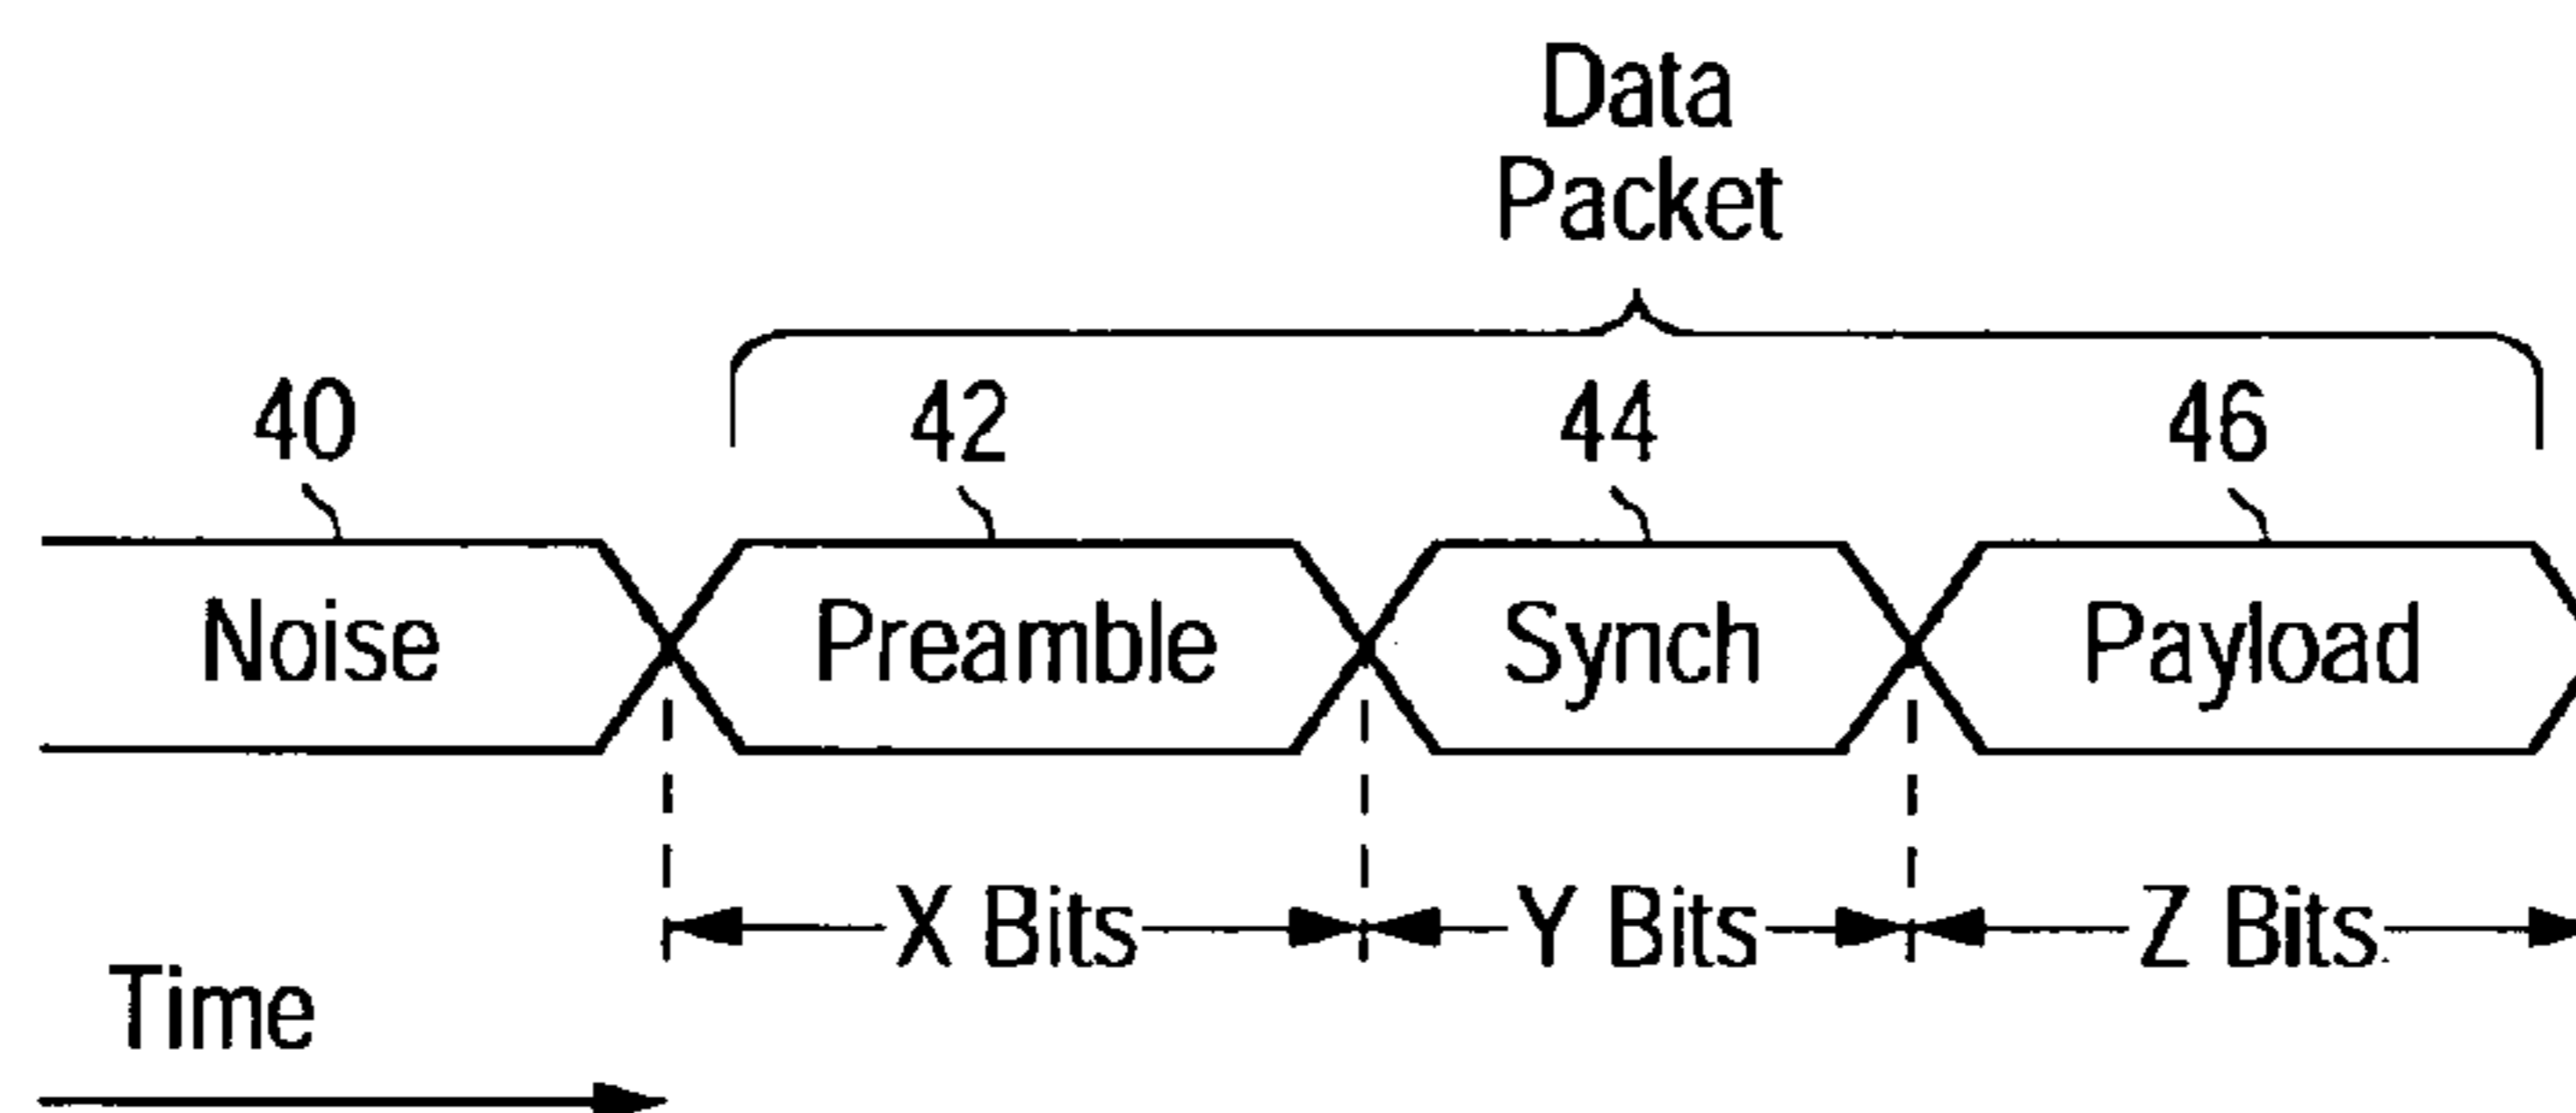 Data
Packet
40 42 44 46
Noise Preamble Synch Payload
X Bits Y Bits Z Bits
Time